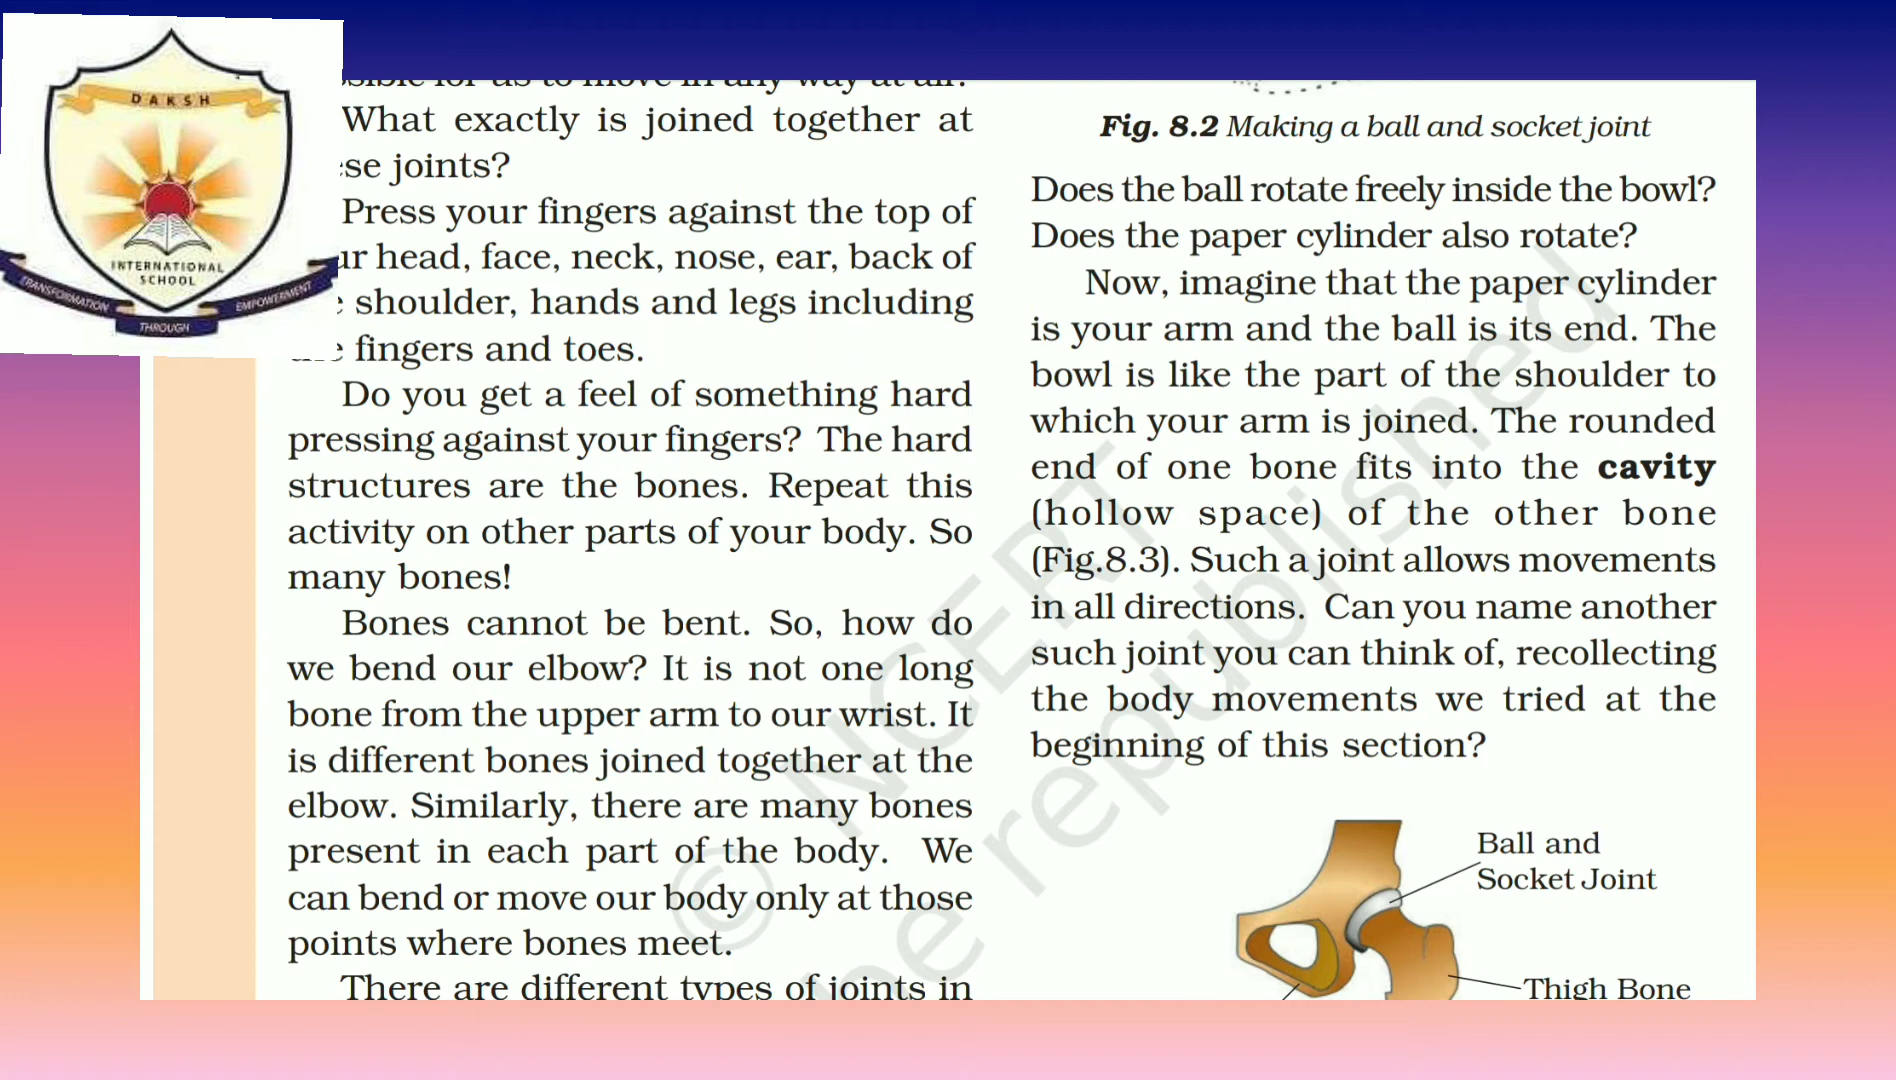 DAKSH
INTERNATIONAL
SCHOOL
TRANSFORMATION
THROUGH
EMPOWERMENT
sible for us to move in any way at all.
What exactly is joined together at
se joints?
Press your fingers against the top of
ur head, face, neck, nose, ear, back of
shoulder, hands and legs including
fingers and toes.
Do you get a feel of something hard
pressing against your fingers? The hard
structures are the bones. Repeat this
activity on other parts of your body. So
many bones!
Bones cannot be bent. So, how do
we bend our elbow? It is not one long
bone from the upper arm to our wrist. It
is different bones joined together at the
elbow. Similarly, there are many bones
present in each part of the body. We
can bend or move our body only at those
points where bones meet.
There are different types of joints in
Fig. 8.2 Making a ball and socket joint
Does the ball rotate freely inside the bowl?
Does the paper cylinder also rotate?
Now, imagine that the paper cylinder
is your arm and the ball is its end. The
bowl is like the part of the shoulder to
which your arm is joined. The rounded
end of one bone fits into the cavity
(hollow space) of the other bone
(Fig.8.3). Such a joint allows movements
in all directions. Can you name another
such joint you can think of, recollecting
the body movements we tried at the
beginning of this section?
Ball and
Socket Joint
Thigh Bone
© NCERT
be republished